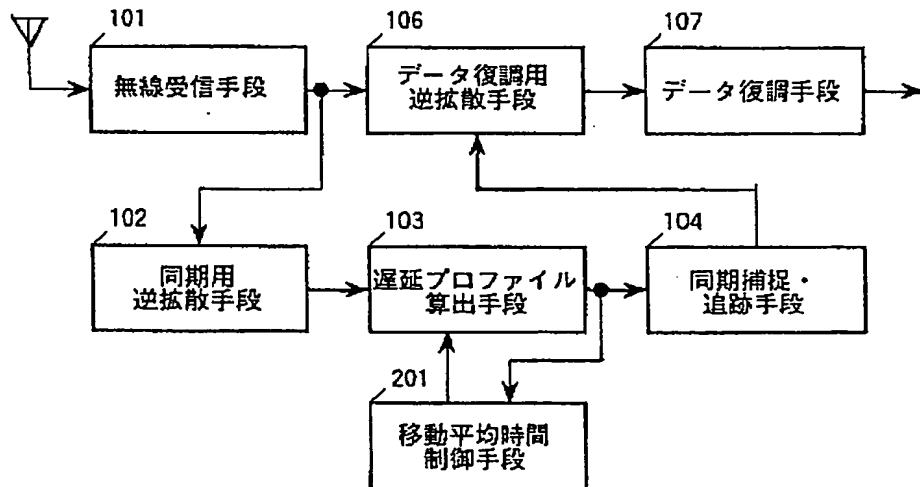 101
無線受信手段
106
データ復調用
逆拡散手段
107
データ復調手段
102
同期用
逆拡散手段
103
遅延プロファイル
算出手段
104
同期捕捉・
追跡手段
201
移動平均時間
制御手段